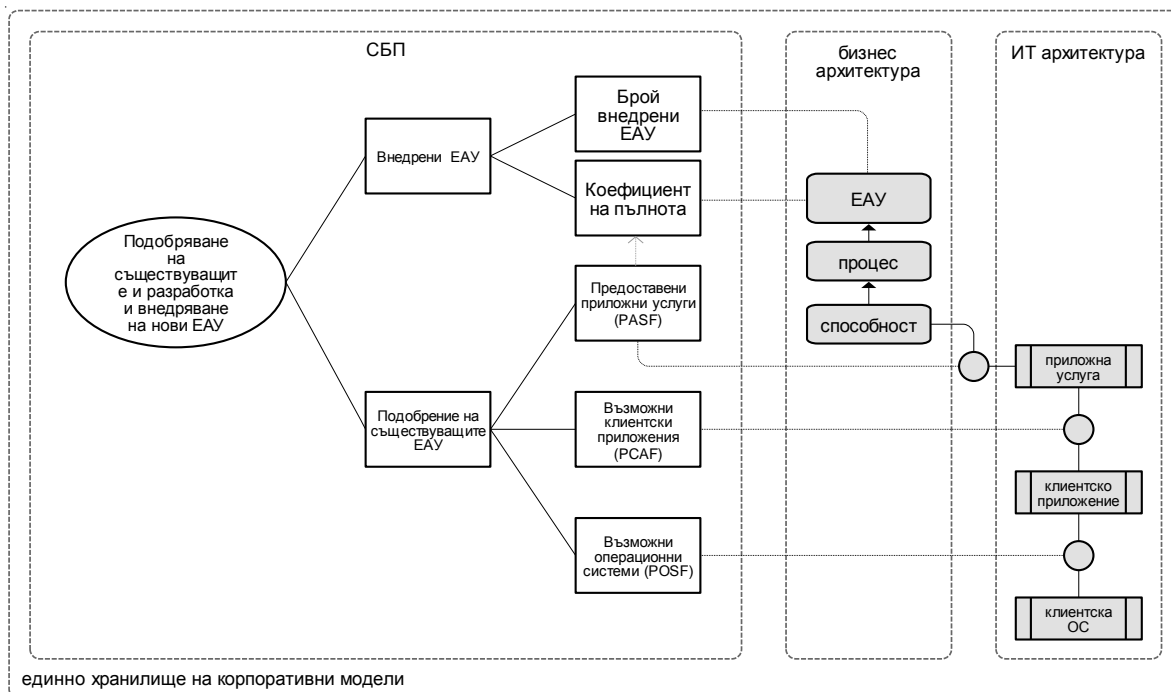 СБП
бизнес
архитектура
ИТ архитектура
Брой
внедрени
ЕАУ
Внедрени ЕАУ
Коефициент
на пълнота
ЕАУ
Подобряване
на
съществуващит
е и разработка
и внедряване
на нови ЕАУ
процес
Предоставени
приложни услуги
(PASF)
способност
приложна
услуга
Подобрение на
съществуващите
ЕАУ
Възможни
клиентски
приложения
(PCAF)
клиентско
приложение
Възможни
операционни
системи (POSF)
клиентска
ОС
единно хранилище на корпоративни модели